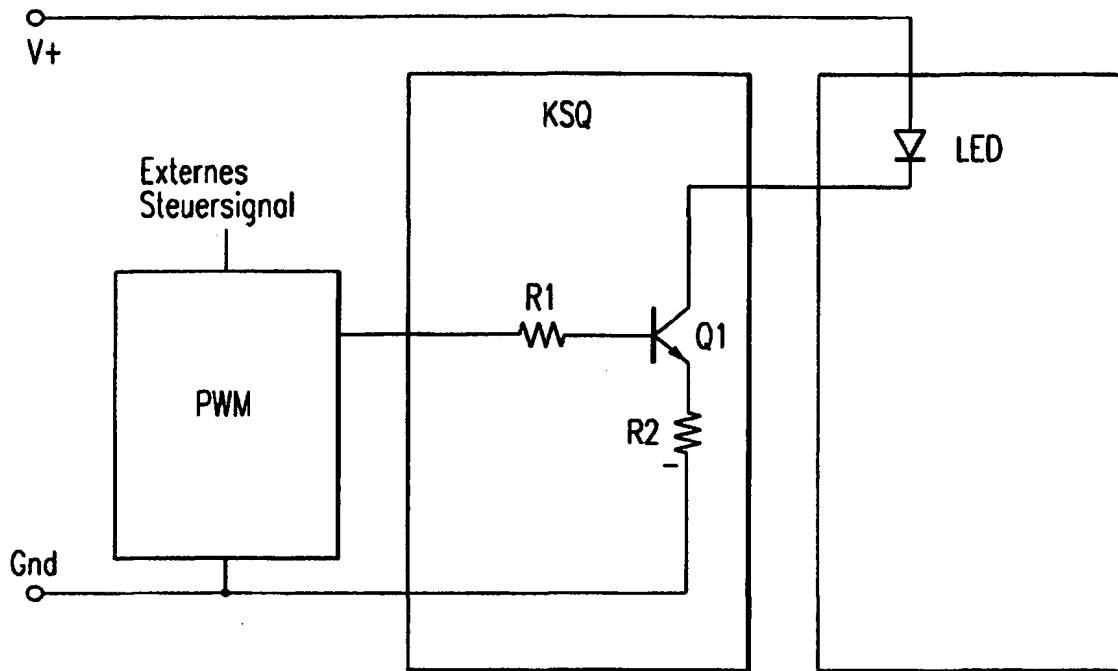 V+
KSQ
LED
Externes
Steuersignal
R1
Q1
PWM
R2
Gnd